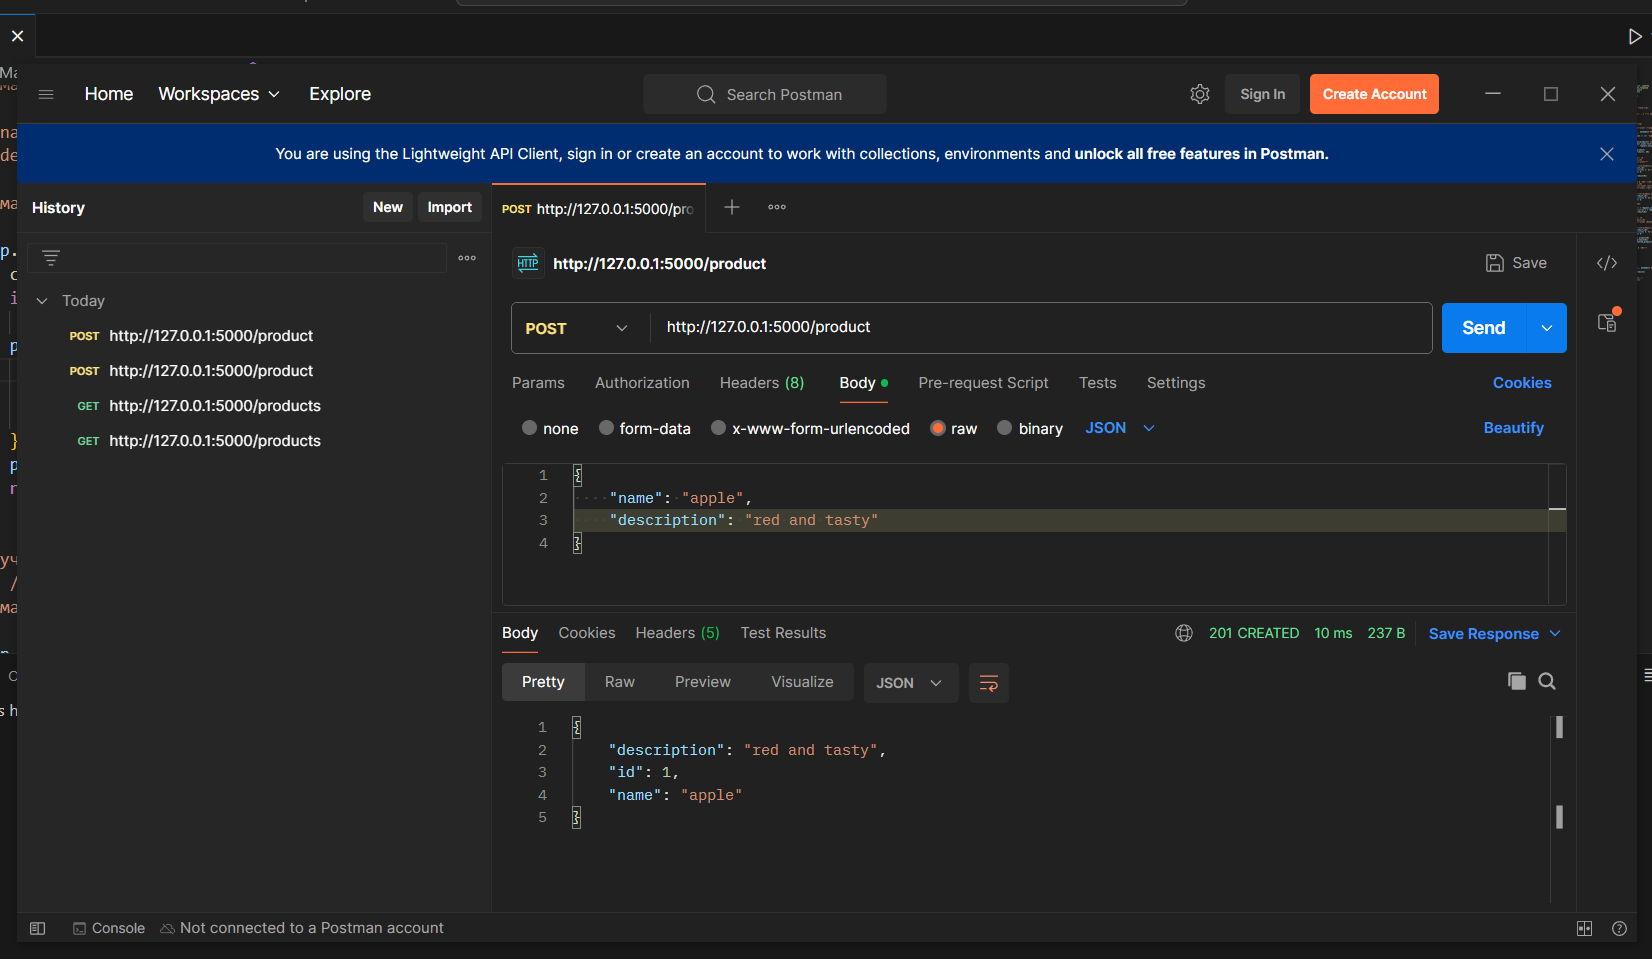 Home Workspaces Explore Search Postman Sign In Create Account
You are using the Lightweight API Client, sign in or create an account to work with collections, environments and unlock all free features in Postman.
History New Import
Today
POST http://127.0.0.1:5000/product
POST http://127.0.0.1:5000/product
GET http://127.0.0.1:5000/products
GET http://127.0.0.1:5000/products
POST http://127.0.0.1:5000/pro
HTTP http://127.0.0.1:5000/product Save
POST http://127.0.0.1:5000/product Send
Params Authorization Headers (8) Body Pre-request Script Tests Settings Cookies
none form-data x-www-form-urlencoded raw binary JSON Beautify
1 {
2 "name": "apple",
3 "description": "red and tasty"
4 }
Body Cookies Headers (5) Test Results 201 CREATED 10 ms 237 B Save Response
Pretty Raw Preview Visualize JSON
1 {
2 "description": "red and tasty",
3 "id": 1,
4 "name": "apple"
5 }
Console Not connected to a Postman account